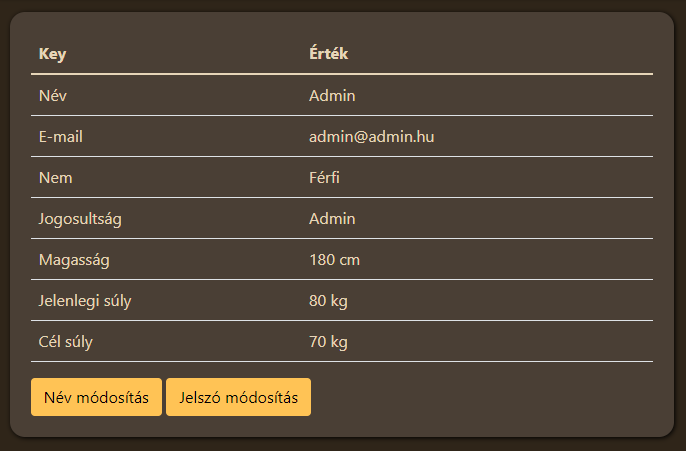 Key Érték
Név Admin
E-mail admin@admin.hu
Nem Férfi
Jogosultság Admin
Magasság 180 cm
Jelenlegi súly 80 kg
Cél súly 70 kg
Név módosítás Jelszó módosítás